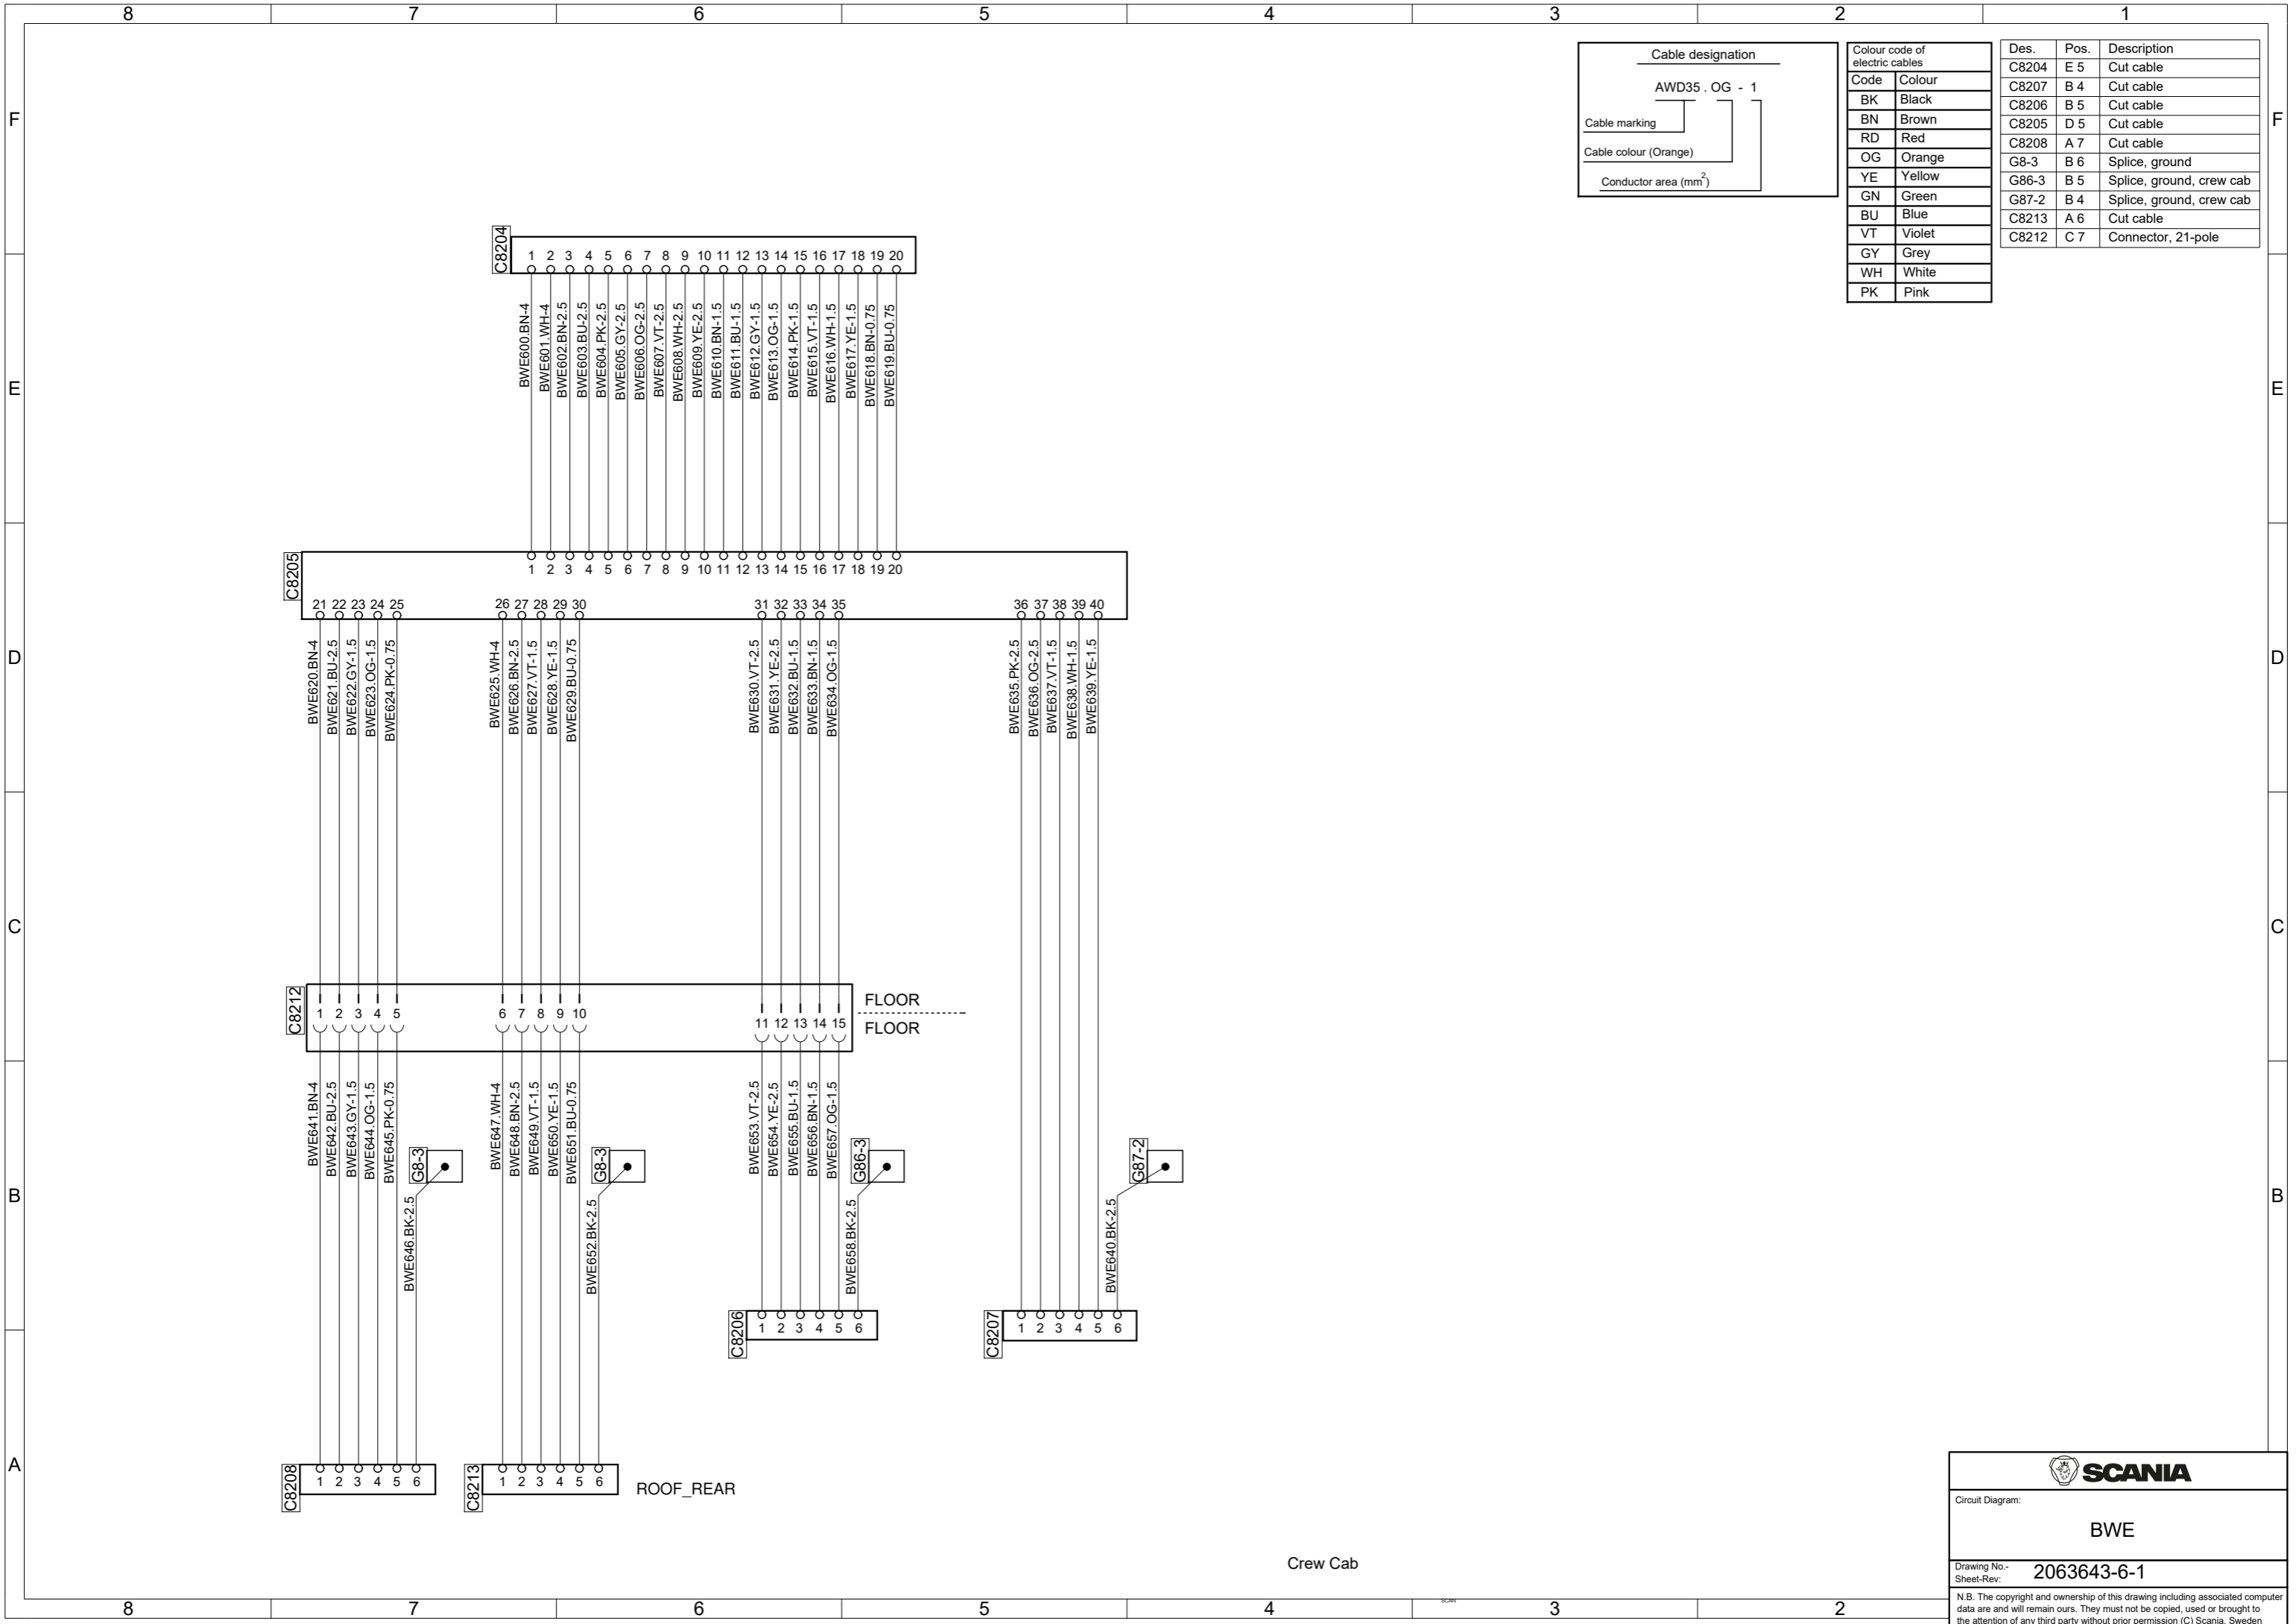 8 7 6 5 4 3 2 1
F
E
D
C
B
A
F
E
D
C
B
Cable designation
AWD35 . OG - 1
Cable marking
Cable colour (Orange)
Conductor area (mm2)
Colour code of
electric cables
Code Colour
BK Black
BN Brown
RD Red
OG Orange
YE Yellow
GN Green
BU Blue
VT Violet
GY Grey
WH White
PK Pink
Des. Pos. Description
C8204 E 5 Cut cable
C8207 B 4 Cut cable
C8206 B 5 Cut cable
C8205 D 5 Cut cable
C8208 A 7 Cut cable
G8-3 B 6 Splice, ground
G86-3 B 5 Splice, ground, crew cab
G87-2 B 4 Splice, ground, crew cab
C8213 A 6 Cut cable
C8212 C 7 Connector, 21-pole
C8204
1 2 3 4 5 6 7 8 9 10 11 12 13 14 15 16 17 18 19 20
BWE600.BN-4
BWE601.WH-4
BWE602.BN-2.5
BWE603.BU-2.5
BWE604.PK-2.5
BWE605.GY-2.5
BWE606.OG-2.5
BWE607.VT-2.5
BWE608.WH-2.5
BWE609.YE-2.5
BWE610.BN-1.5
BWE611.BU-1.5
BWE612.GY-1.5
BWE613.OG-1.5
BWE614.PK-1.5
BWE615.VT-1.5
BWE616.WH-1.5
BWE617.YE-1.5
BWE618.BN-0.75
BWE619.BU-0.75
C8205
1 2 3 4 5 6 7 8 9 10 11 12 13 14 15 16 17 18 19 20
21 22 23 24 25 26 27 28 29 30 31 32 33 34 35 36 37 38 39 40
BWE620.BN-4
BWE621.BU-2.5
BWE622.GY-1.5
BWE623.OG-1.5
BWE624.PK-0.75
BWE625.WH-4
BWE626.BN-2.5
BWE627.VT-1.5
BWE628.YE-1.5
BWE629.BU-0.75
BWE630.VT-2.5
BWE631.YE-2.5
BWE632.BU-1.5
BWE633.BN-1.5
BWE634.OG-1.5
BWE635.PK-2.5
BWE636.OG-2.5
BWE637.VT-1.5
BWE638.WH-1.5
BWE639.YE-1.5
C8212
1 2 3 4 5 6 7 8 9 10 11 12 13 14 15
FLOOR
FLOOR
BWE641.BN-4
BWE642.BU-2.5
BWE643.GY-1.5
BWE644.OG-1.5
BWE645.PK-0.75
BWE646.BK-2.5
G8-3
BWE647.WH-4
BWE648.BN-2.5
BWE649.VT-1.5
BWE650.YE-1.5
BWE651.BU-0.75
BWE652.BK-2.5
G8-3
BWE653.VT-2.5
BWE654.YE-2.5
BWE655.BU-1.5
BWE656.BN-1.5
BWE657.OG-1.5
BWE658.BK-2.5
G86-3
BWE640.BK-2.5
G87-2
C8206
1 2 3 4 5 6
C8207
1 2 3 4 5 6
C8208
1 2 3 4 5 6
C8213
1 2 3 4 5 6
ROOF_REAR
Crew Cab
SCANIA
Circuit Diagram:
BWE
Drawing No.-
Sheet-Rev:
2063643-6-1
N.B. The copyright and ownership of this drawing including associated computer
data are and will remain ours. They must not be copied, used or brought to
the attention of any third party without prior permission (C) Scania, Sweden
8 7 6 5 4 3 2